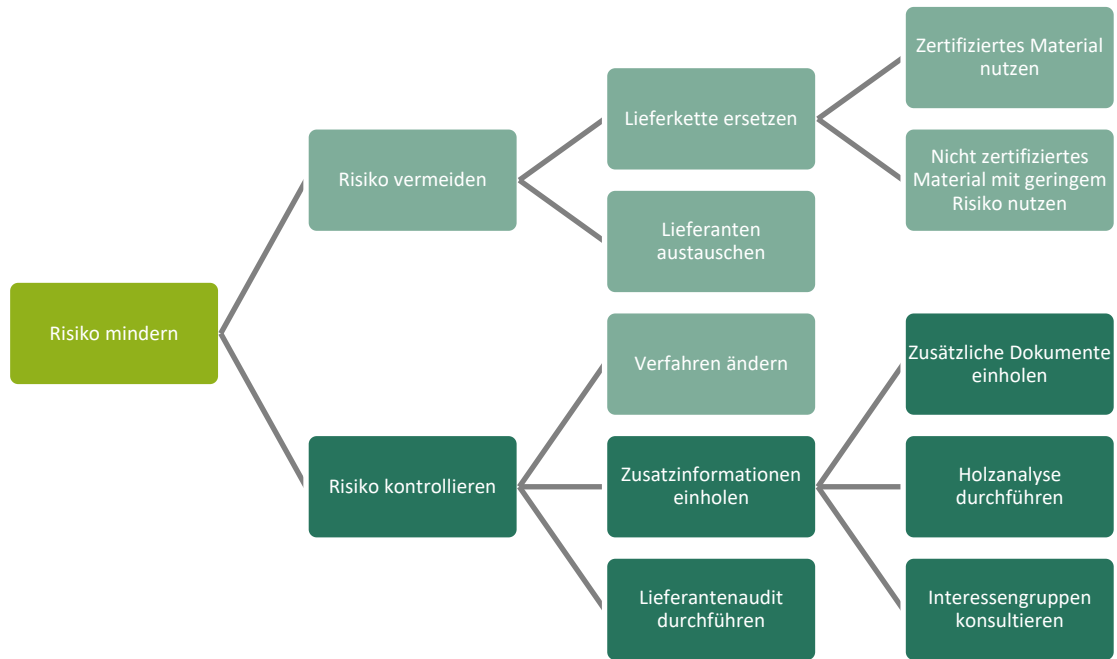 Risiko mindern
Risiko vermeiden
Lieferkette ersetzen
Zertifiziertes Material
nutzen
Nicht zertifiziertes
Material mit geringem
Risiko nutzen
Lieferanten
austauschen
Risiko kontrollieren
Verfahren ändern
Zusatzinformationen
einholen
Zusätzliche Dokumente
einholen
Holzanalyse
durchführen
Interessengruppen
konsultieren
Lieferantenaudit
durchführen